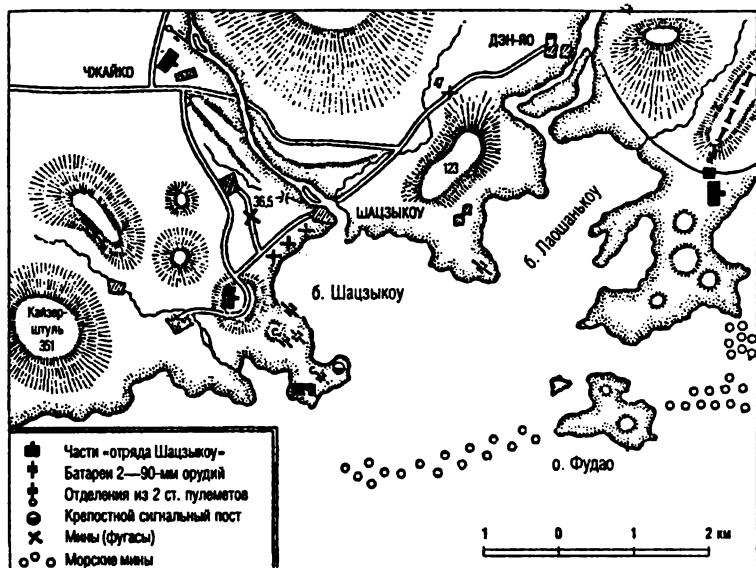 ДЭН-ЯО
ЧЖАЙКО
47
123
36,5
ШАЦЗЫКОУ
б. Лаошанькоу
б. Шацзыкоу
Кайзер-
штуль
351
о. Фудао
Части «отряда Шацзыкоу»
Батареи 2—90-мм орудий
Отделения из 2 ст. пулеметов
Крепостной сигнальный пост
Мины (фугасы)
Морские мины
1 0 1 2 км